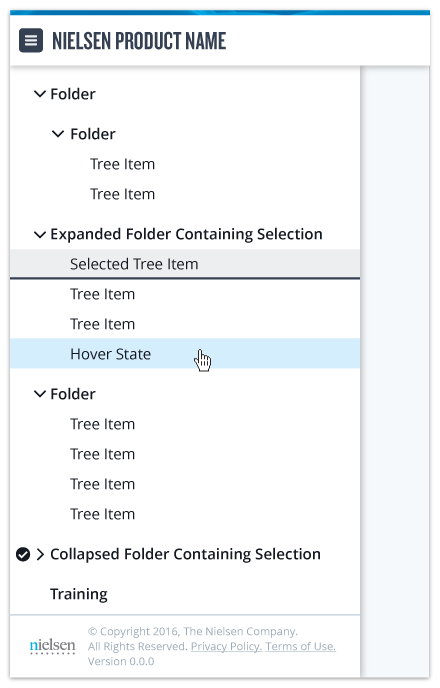 NIELSEN PRODUCT NAME
Folder
Folder
Tree Item
Tree Item
Expanded Folder Containing Selection
Selected Tree Item
Tree Item
Tree Item
Hover State
Folder
Tree Item
Tree Item
Tree Item
Tree Item
Collapsed Folder Containing Selection
Training
nielsen
© Copyright 2016, The Nielsen Company.
All Rights Reserved. Privacy Policy. Terms of Use.
Version 0.0.0